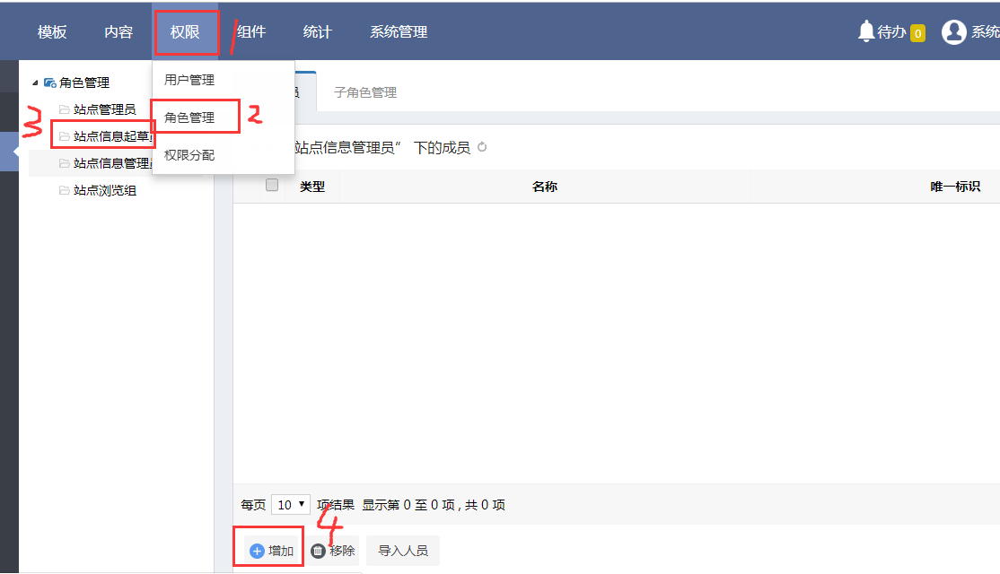 模板 内容 权限 1 组件 统计 系统管理 待办 0 系统
角色管理
用户管理
子角色管理
站点管理员
角色管理 2
3 站点信息起草
站点信息管理员” 下的成员
权限分配
站点信息管理
站点浏览组
类型 名称 唯一标识
每页 10 项结果 显示第 0 至 0 项 , 共 0 项
4
增加 移除 导入人员